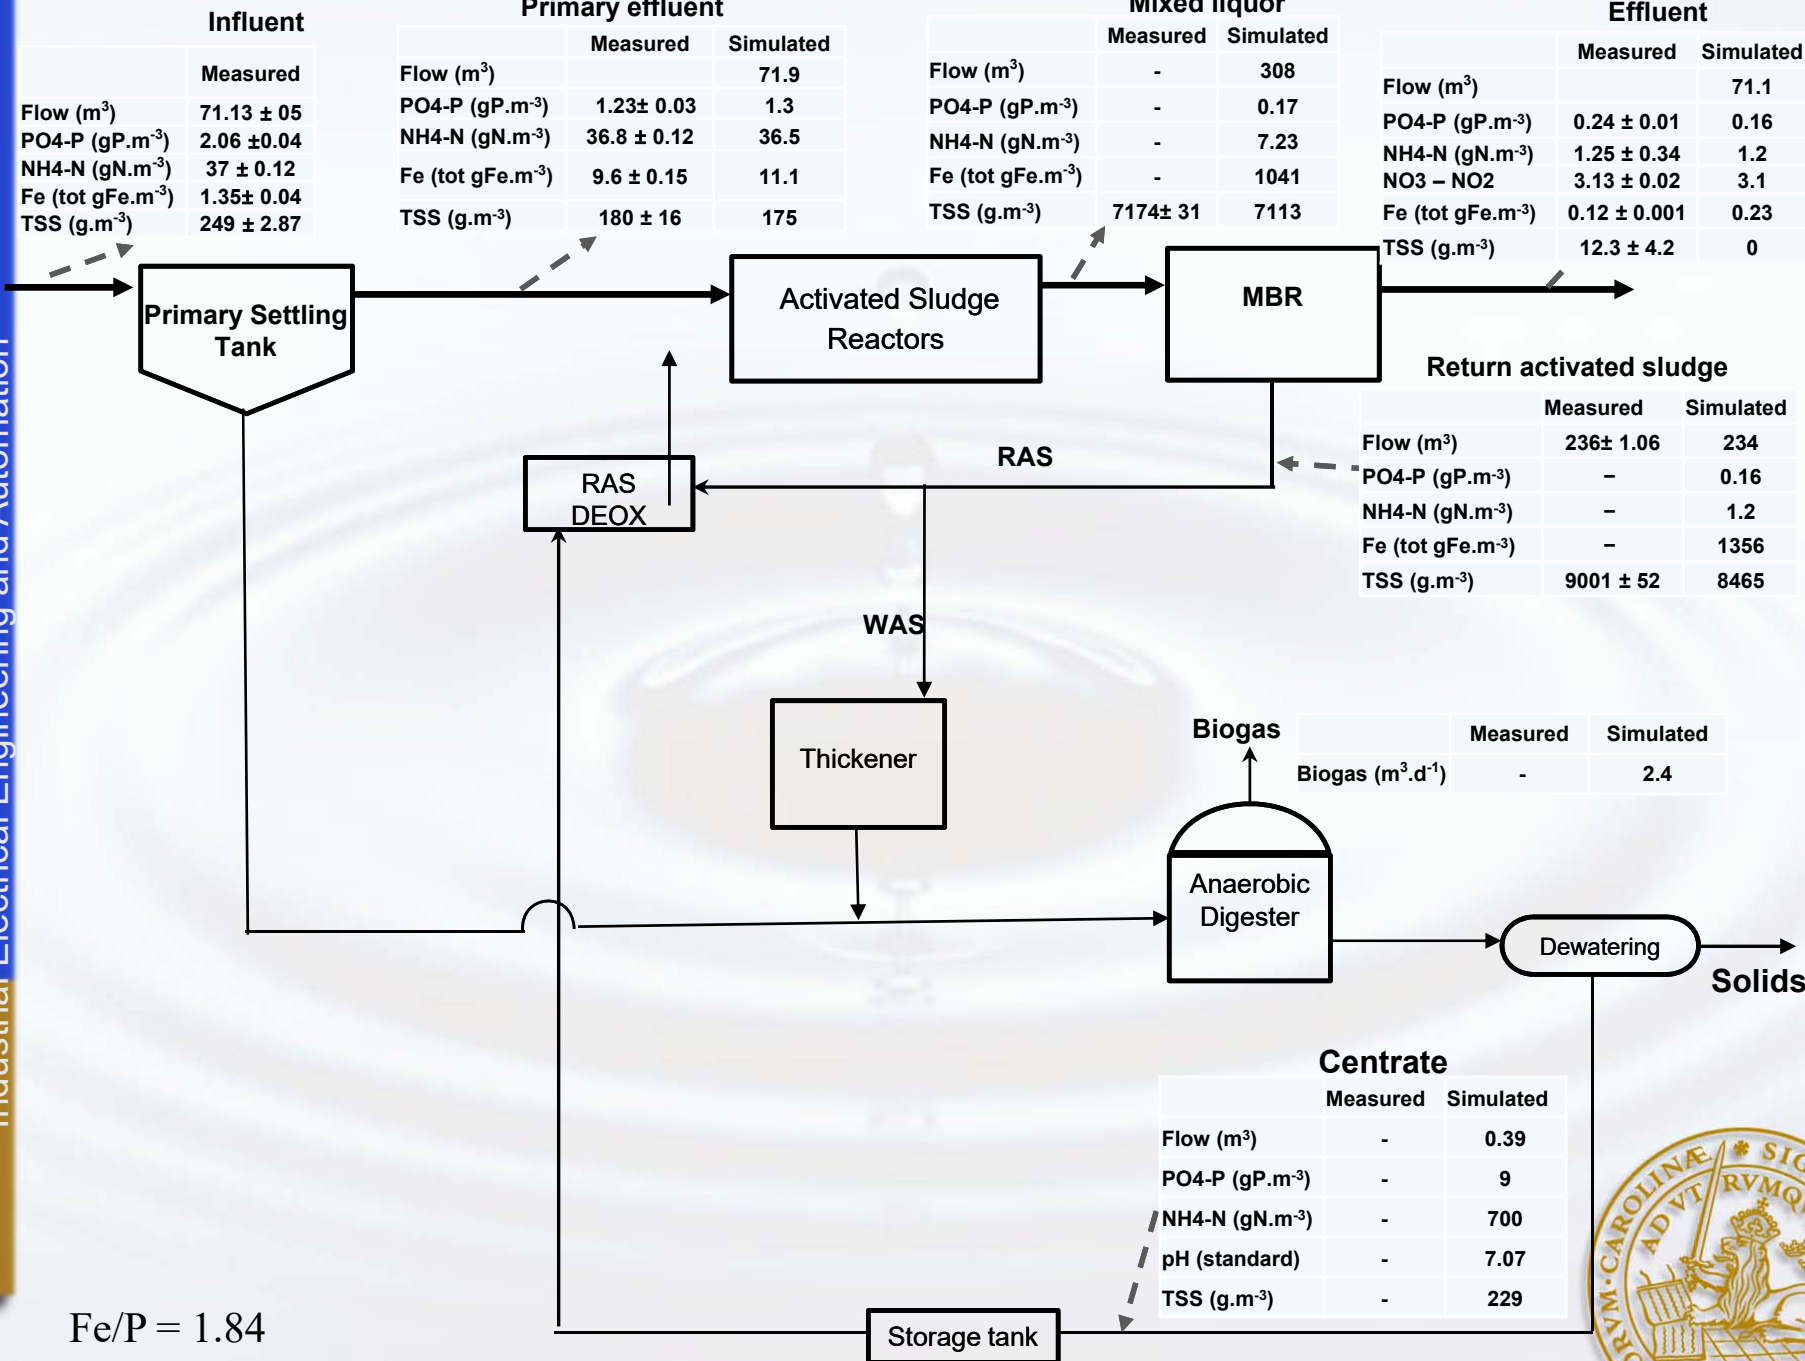 Influent
Measured
Flow (m³) 71.13 ± 05
PO4-P (gP.m⁻³) 2.06 ±0.04
NH4-N (gN.m⁻³) 37 ± 0.12
Fe (tot gFe.m⁻³) 1.35± 0.04
TSS (g.m⁻³) 249 ± 2.87
Primary effluent
Measured Simulated
Flow (m³) 71.9
PO4-P (gP.m⁻³) 1.23± 0.03 1.3
NH4-N (gN.m⁻³) 36.8 ± 0.12 36.5
Fe (tot gFe.m⁻³) 9.6 ± 0.15 11.1
TSS (g.m⁻³) 180 ± 16 175
Mixed liquor
Measured Simulated
Flow (m³) - 308
PO4-P (gP.m⁻³) - 0.17
NH4-N (gN.m⁻³) - 7.23
Fe (tot gFe.m⁻³) - 1041
TSS (g.m⁻³) 7174± 31 7113
Effluent
Measured Simulated
Flow (m³) 71.1
PO4-P (gP.m⁻³) 0.24 ± 0.01 0.16
NH4-N (gN.m⁻³) 1.25 ± 0.34 1.2
NO3 – NO2 3.13 ± 0.02 3.1
Fe (tot gFe.m⁻³) 0.12 ± 0.001 0.23
TSS (g.m⁻³) 12.3 ± 4.2 0
Primary Settling
Tank
Activated Sludge
Reactors
MBR
Return activated sludge
Measured Simulated
Flow (m³) 236± 1.06 234
PO4-P (gP.m⁻³) – 0.16
NH4-N (gN.m⁻³) – 1.2
Fe (tot gFe.m⁻³) – 1356
TSS (g.m⁻³) 9001 ± 52 8465
RAS
RAS
DEOX
WAS
Thickener
Biogas
Measured Simulated
Biogas (m³.d⁻¹) - 2.4
Anaerobic
Digester
Dewatering
Solids
Centrate
Measured Simulated
Flow (m³) - 0.39
PO4-P (gP.m⁻³) - 9
NH4-N (gN.m⁻³) - 700
pH (standard) - 7.07
TSS (g.m⁻³) - 229
Storage tank
Fe/P = 1.84
Industrial Electrical Engineering and Automation